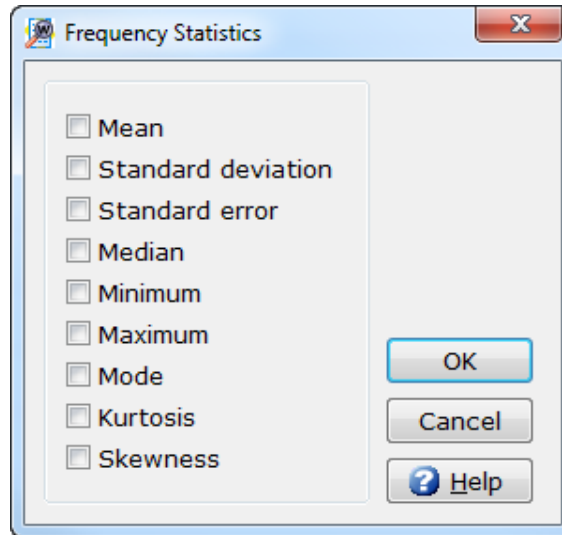 Frequency Statistics
Mean
Standard deviation
Standard error
Median
Minimum
Maximum
Mode
Kurtosis
Skewness
OK
Cancel
Help